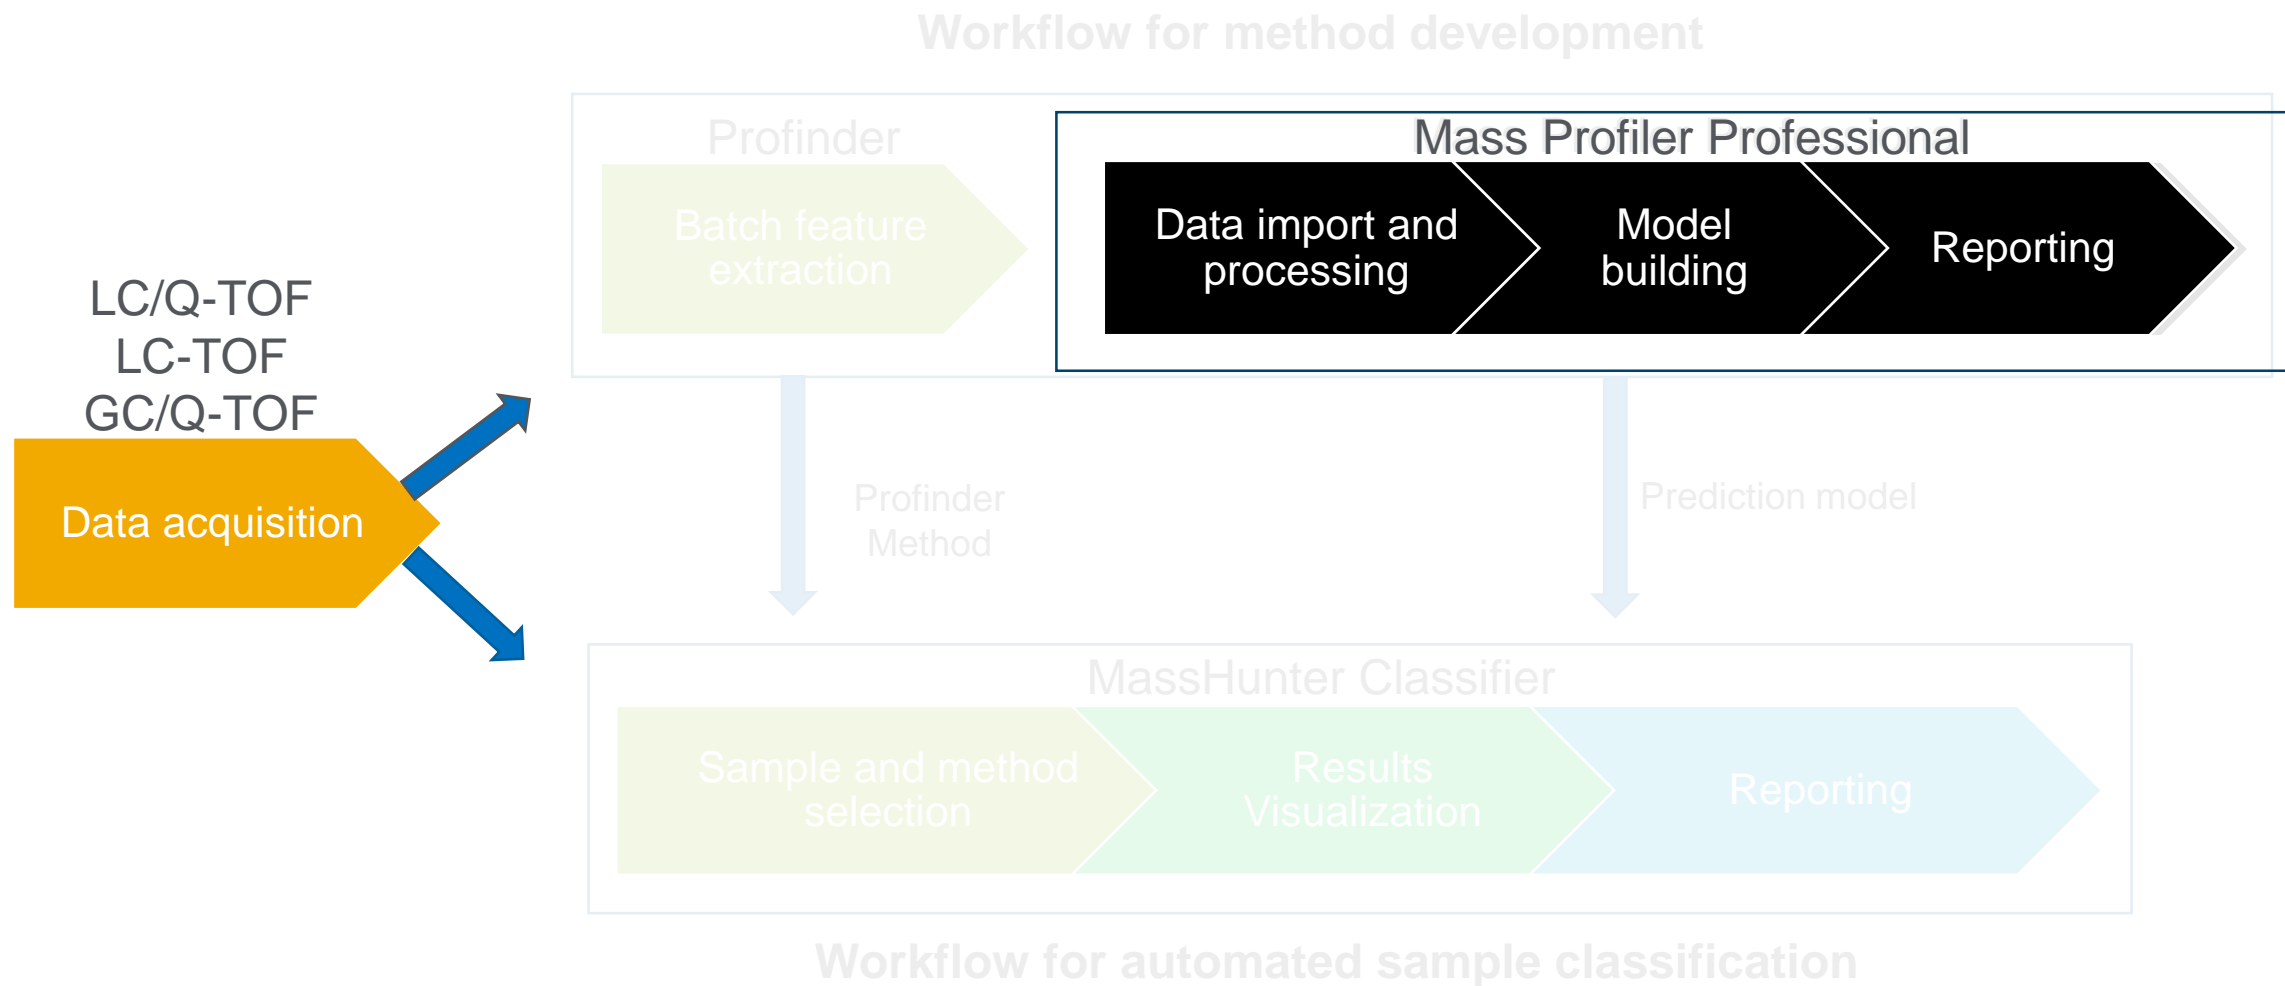 Workflow for method development
Profinder
Mass Profiler Professional
Batch feature
extraction
Data import and
processing
Model
building
Reporting
LC/Q-TOF
LC-TOF
GC/Q-TOF
Data acquisition
Profinder
Method
Prediction model
MassHunter Classifier
Sample and method
selection
Results
Visualization
Reporting
Workflow for automated sample classification